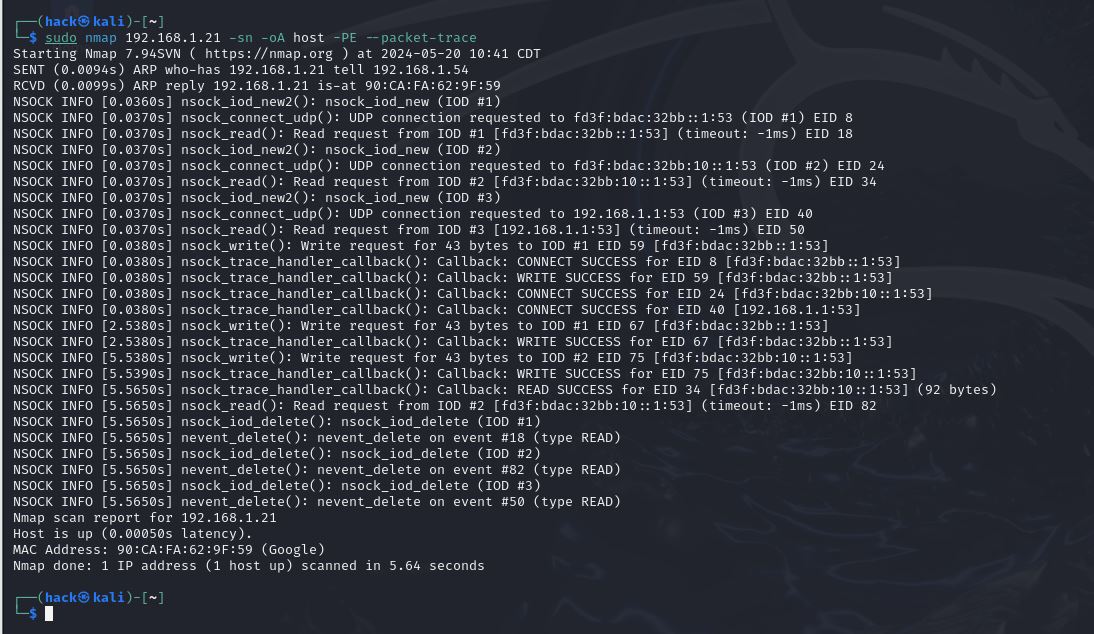 ┌──(hack㉿kali)-[~]
└─$ sudo nmap 192.168.1.21 -sn -oA host -PE --packet-trace
Starting Nmap 7.94SVN ( https://nmap.org ) at 2024-05-20 10:41 CDT
SENT (0.0094s) ARP who-has 192.168.1.21 tell 192.168.1.54
RCVD (0.0099s) ARP reply 192.168.1.21 is-at 90:CA:FA:62:9F:59
NSOCK INFO [0.0360s] nsock_iod_new2(): nsock_iod_new (IOD #1)
NSOCK INFO [0.0370s] nsock_connect_udp(): UDP connection requested to fd3f:bdac:32bb::1:53 (IOD #1) EID 8
NSOCK INFO [0.0370s] nsock_read(): Read request from IOD #1 [fd3f:bdac:32bb::1:53] (timeout: -1ms) EID 18
NSOCK INFO [0.0370s] nsock_iod_new2(): nsock_iod_new (IOD #2)
NSOCK INFO [0.0370s] nsock_connect_udp(): UDP connection requested to fd3f:bdac:32bb:10::1:53 (IOD #2) EID 24
NSOCK INFO [0.0370s] nsock_read(): Read request from IOD #2 [fd3f:bdac:32bb:10::1:53] (timeout: -1ms) EID 34
NSOCK INFO [0.0370s] nsock_iod_new2(): nsock_iod_new (IOD #3)
NSOCK INFO [0.0370s] nsock_connect_udp(): UDP connection requested to 192.168.1.1:53 (IOD #3) EID 40
NSOCK INFO [0.0370s] nsock_read(): Read request from IOD #3 [192.168.1.1:53] (timeout: -1ms) EID 50
NSOCK INFO [0.0380s] nsock_write(): Write request for 43 bytes to IOD #1 EID 59 [fd3f:bdac:32bb::1:53]
NSOCK INFO [0.0380s] nsock_trace_handler_callback(): Callback: CONNECT SUCCESS for EID 8 [fd3f:bdac:32bb::1:53]
NSOCK INFO [0.0380s] nsock_trace_handler_callback(): Callback: WRITE SUCCESS for EID 59 [fd3f:bdac:32bb::1:53]
NSOCK INFO [0.0380s] nsock_trace_handler_callback(): Callback: CONNECT SUCCESS for EID 24 [fd3f:bdac:32bb:10::1:53]
NSOCK INFO [0.0380s] nsock_trace_handler_callback(): Callback: CONNECT SUCCESS for EID 40 [192.168.1.1:53]
NSOCK INFO [2.5380s] nsock_write(): Write request for 43 bytes to IOD #1 EID 67 [fd3f:bdac:32bb::1:53]
NSOCK INFO [2.5380s] nsock_trace_handler_callback(): Callback: WRITE SUCCESS for EID 67 [fd3f:bdac:32bb::1:53]
NSOCK INFO [5.5380s] nsock_write(): Write request for 43 bytes to IOD #2 EID 75 [fd3f:bdac:32bb:10::1:53]
NSOCK INFO [5.5390s] nsock_trace_handler_callback(): Callback: WRITE SUCCESS for EID 75 [fd3f:bdac:32bb:10::1:53]
NSOCK INFO [5.5650s] nsock_trace_handler_callback(): Callback: READ SUCCESS for EID 34 [fd3f:bdac:32bb:10::1:53] (92 bytes)
NSOCK INFO [5.5650s] nsock_read(): Read request from IOD #2 [fd3f:bdac:32bb:10::1:53] (timeout: -1ms) EID 82
NSOCK INFO [5.5650s] nsock_iod_delete(): nsock_iod_delete (IOD #1)
NSOCK INFO [5.5650s] nevent_delete(): nevent_delete on event #18 (type READ)
NSOCK INFO [5.5650s] nsock_iod_delete(): nsock_iod_delete (IOD #2)
NSOCK INFO [5.5650s] nevent_delete(): nevent_delete on event #82 (type READ)
NSOCK INFO [5.5650s] nsock_iod_delete(): nsock_iod_delete (IOD #3)
NSOCK INFO [5.5650s] nevent_delete(): nevent_delete on event #50 (type READ)
Nmap scan report for 192.168.1.21
Host is up (0.00050s latency).
MAC Address: 90:CA:FA:62:9F:59 (Google)
Nmap done: 1 IP address (1 host up) scanned in 5.64 seconds
┌──(hack㉿kali)-[~]
└─$